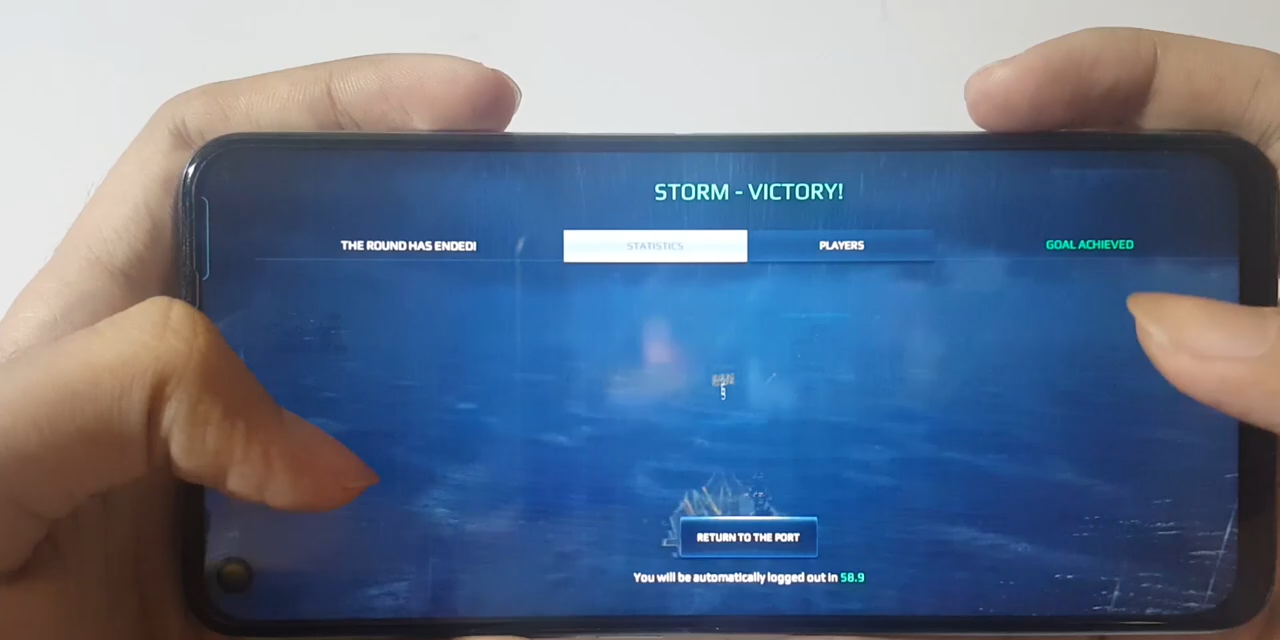 STORM - VICTORY!
THE ROUND HAS ENDED!
STATISTICS
PLAYERS
GOAL ACHIEVED
RETURN TO THE PORT
You will be automatically logged out in 58.9